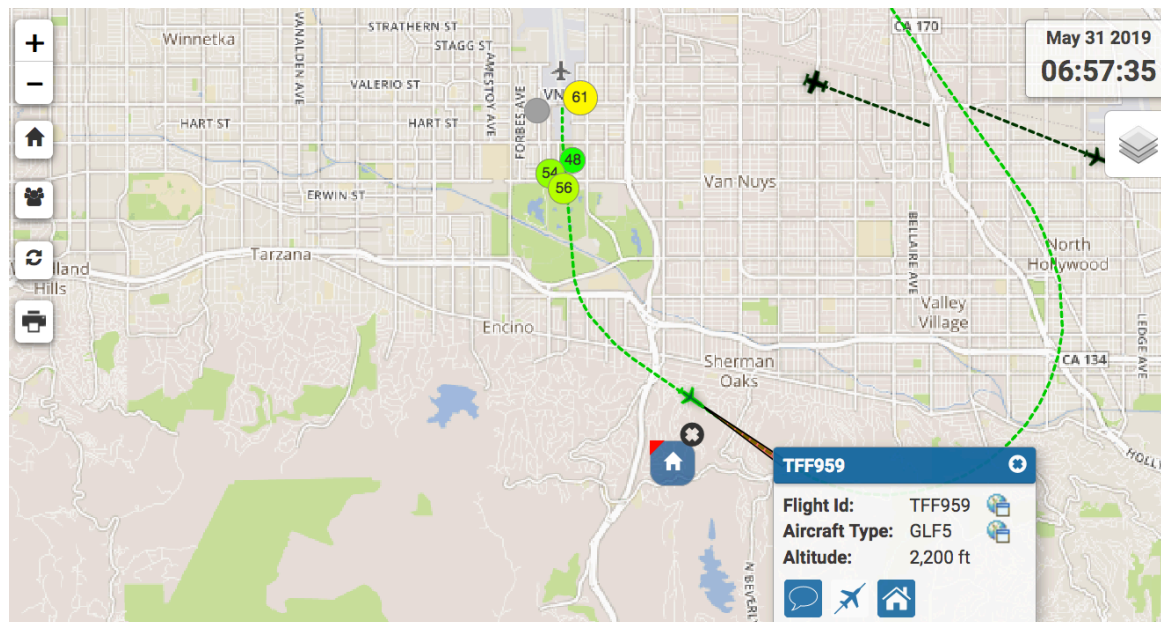 +
−
Winnetka
VANALDEN AVE
STRATHERN ST
STAGG ST
AMESTOY AVE
VALERIO ST
FORBES AVE
HART ST
HART ST
VN
61
48
54
56
ERWIN ST
Tarzana
Hills
Encino
Van Nuys
Sherman
Oaks
BELLAIRE AVE
North
Hollywood
Valley
Village
LEDGE AVE
CA 170
CA 134
May 31 2019
06:57:35
TFF959
Flight Id: TFF959
Aircraft Type: GLF5
Altitude: 2,200 ft